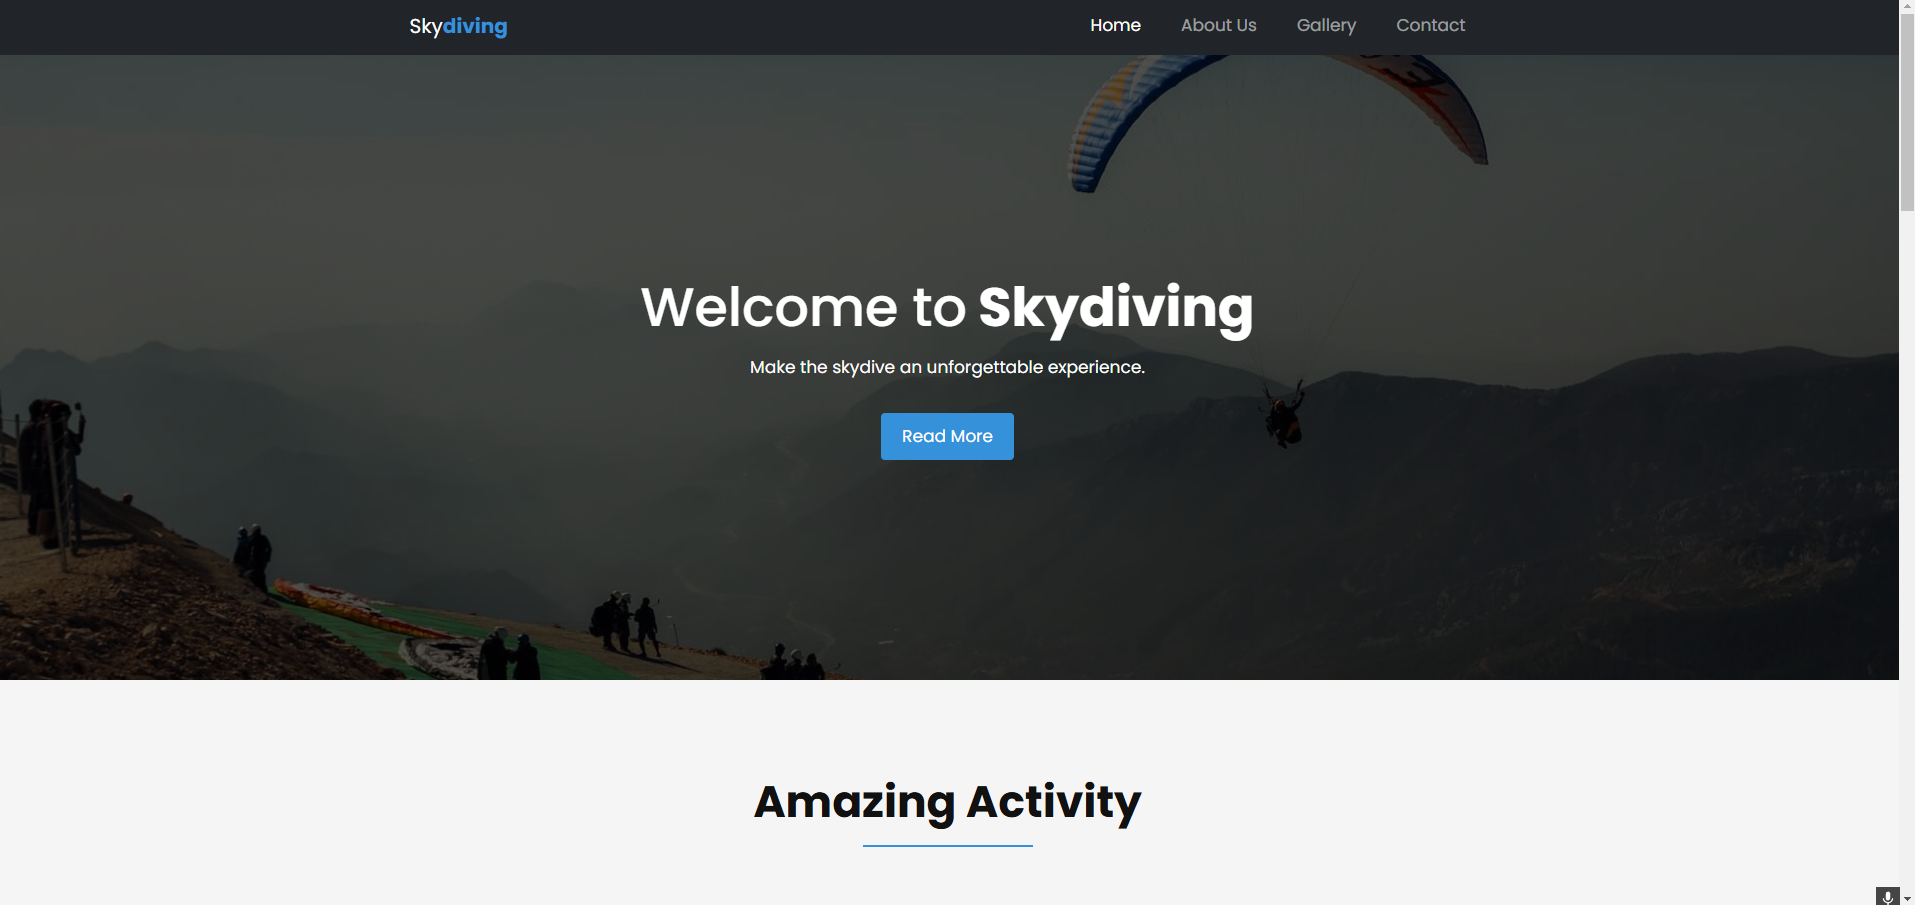 Skydiving
Home About Us Gallery Contact
Welcome to Skydiving
Make the skydive an unforgettable experience.
Read More
Amazing Activity